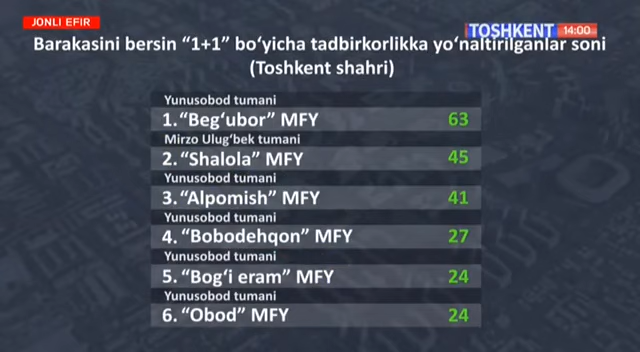 JONLI EFIR
TOSHKENT 14:00
Barakasini bersin “1+1” bo‘yicha tadbirkorlikka yo‘naltirilganlar soni
(Toshkent shahri)
Yunusobod tumani
1. “Beg‘ubor” MFY 63
Mirzo Ulug‘bek tumani
2. “Shalola” MFY 45
Yunusobod tumani
3. “Alpomish” MFY 41
Yunusobod tumani
4. “Bobodehqon” MFY 27
Yunusobod tumani
5. “Bog‘i eram” MFY 24
Yunusobod tumani
6. “Obod” MFY 24